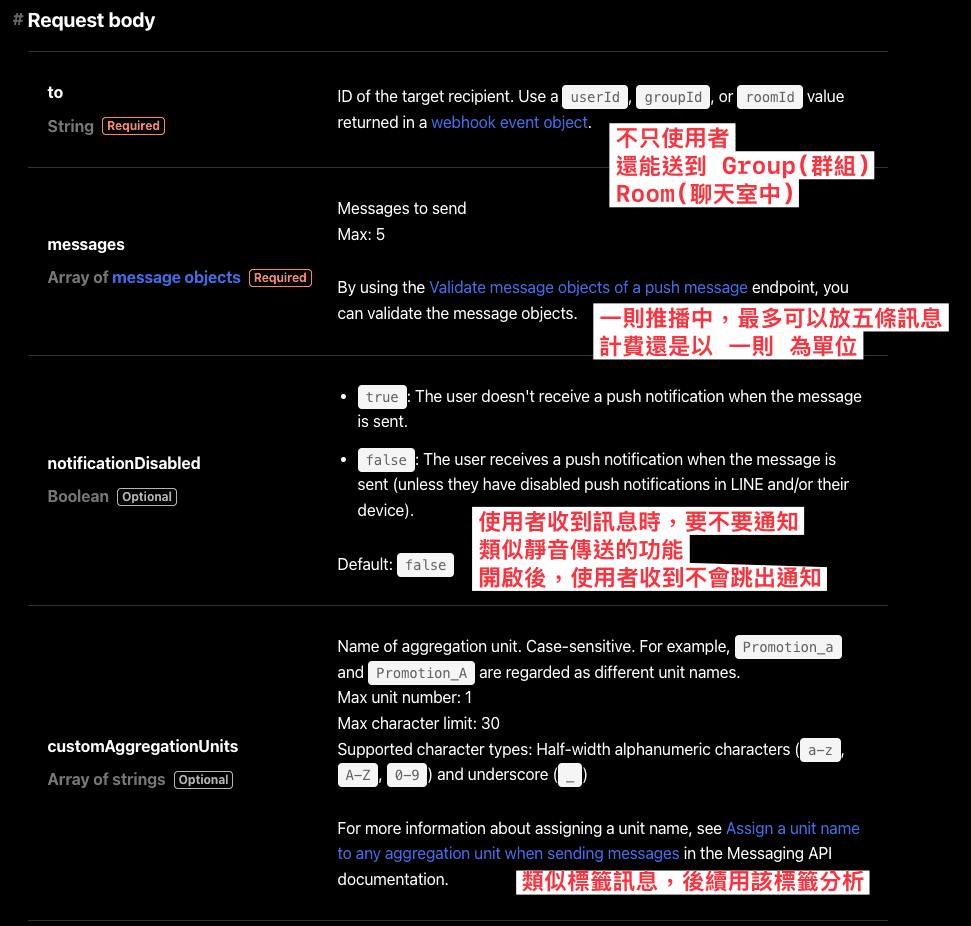 # Request body
to
String Required
ID of the target recipient. Use a userId, groupId, or roomId value
returned in a webhook event object.
不只使用者
還能送到 Group(群組)
Room(聊天室中)
messages
Array of message objects Required
Messages to send
Max: 5
By using the Validate message objects of a push message endpoint, you
can validate the message objects.
一則推播中，最多可以放五條訊息
計費還是以 一則 為單位
notificationDisabled
Boolean Optional
• true: The user doesn't receive a push notification when the message
is sent.
• false: The user receives a push notification when the message is
sent (unless they have disabled push notifications in LINE and/or their
device).
Default: false
使用者收到訊息時，要不要通知
類似靜音傳送的功能
開啟後，使用者收到不會跳出通知
customAggregationUnits
Array of strings Optional
Name of aggregation unit. Case-sensitive. For example, Promotion_a
and Promotion_A are regarded as different unit names.
Max unit number: 1
Max character limit: 30
Supported character types: Half-width alphanumeric characters (a-z,
A-Z, 0-9) and underscore (_)
For more information about assigning a unit name, see Assign a unit name
to any aggregation unit when sending messages in the Messaging API
documentation.
類似標籤訊息，後續用該標籤分析